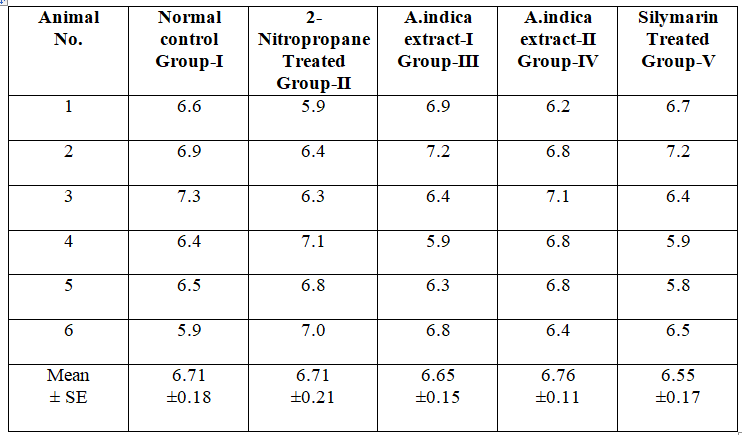 Animal No. | Normal control Group-I | 2-Nitropropane Treated Group-II | A.indica extract-I Group-III | A.indica extract-II Group-IV | Silymarin Treated Group-V
1 | 6.6 | 5.9 | 6.9 | 6.2 | 6.7
2 | 6.9 | 6.4 | 7.2 | 6.8 | 7.2
3 | 7.3 | 6.3 | 6.4 | 7.1 | 6.4
4 | 6.4 | 7.1 | 5.9 | 6.8 | 5.9
5 | 6.5 | 6.8 | 6.3 | 6.8 | 5.8
6 | 5.9 | 7.0 | 6.8 | 6.4 | 6.5
Mean ± SE | 6.71 ±0.18 | 6.71 ±0.21 | 6.65 ±0.15 | 6.76 ±0.11 | 6.55 ±0.17